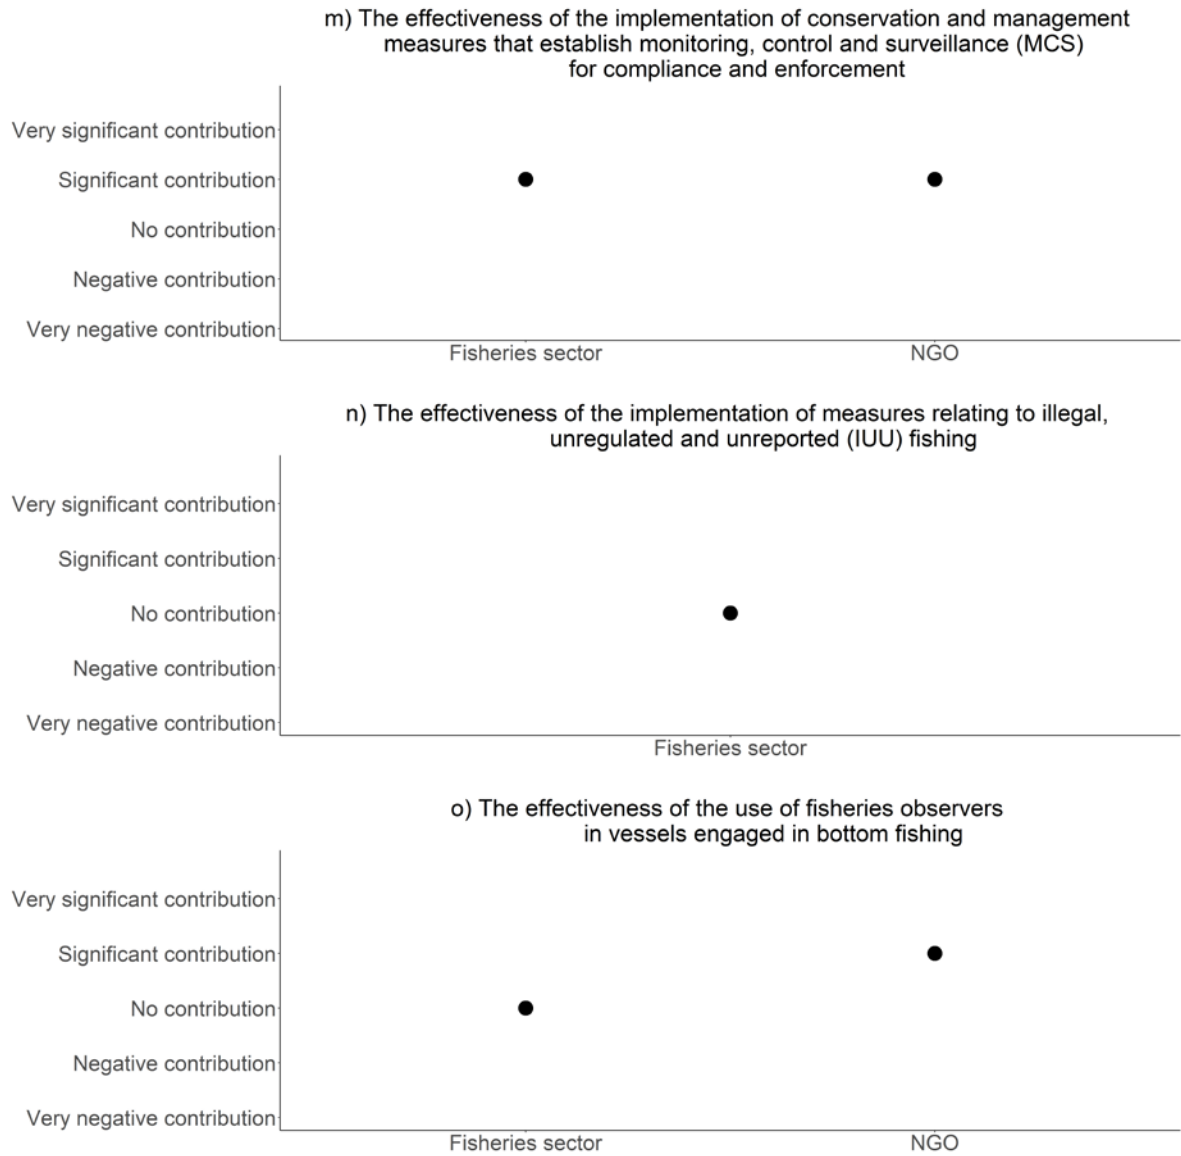 m) The effectiveness of the implementation of conservation and management
measures that establish monitoring, control and surveillance (MCS)
for compliance and enforcement
Very significant contribution
Significant contribution
No contribution
Negative contribution
Very negative contribution
Fisheries sector NGO
n) The effectiveness of the implementation of measures relating to illegal,
unregulated and unreported (IUU) fishing
Very significant contribution
Significant contribution
No contribution
Negative contribution
Very negative contribution
Fisheries sector
o) The effectiveness of the use of fisheries observers
in vessels engaged in bottom fishing
Very significant contribution
Significant contribution
No contribution
Negative contribution
Very negative contribution
Fisheries sector NGO